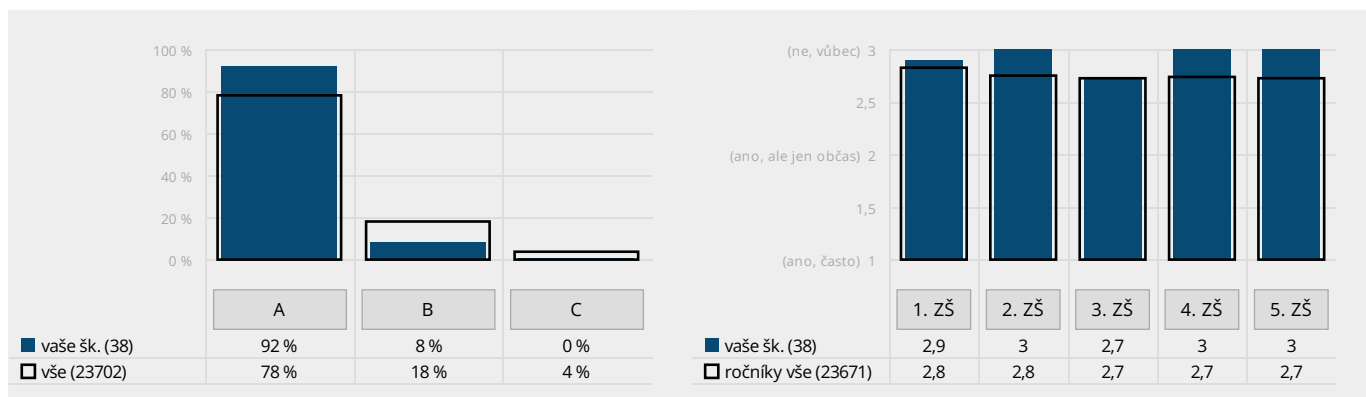 100 %
80 %
60 %
40 %
20 %
0 %
A B C
vaše šk. (38) 92 % 8 % 0 %
vše (23702) 78 % 18 % 4 %
(ne, vůbec) 3
2,5
(ano, ale jen občas) 2
1,5
(ano, často) 1
1. ZŠ 2. ZŠ 3. ZŠ 4. ZŠ 5. ZŠ
vaše šk. (38) 2,9 3 2,7 3 3
ročníky vše (23671) 2,8 2,8 2,7 2,7 2,7